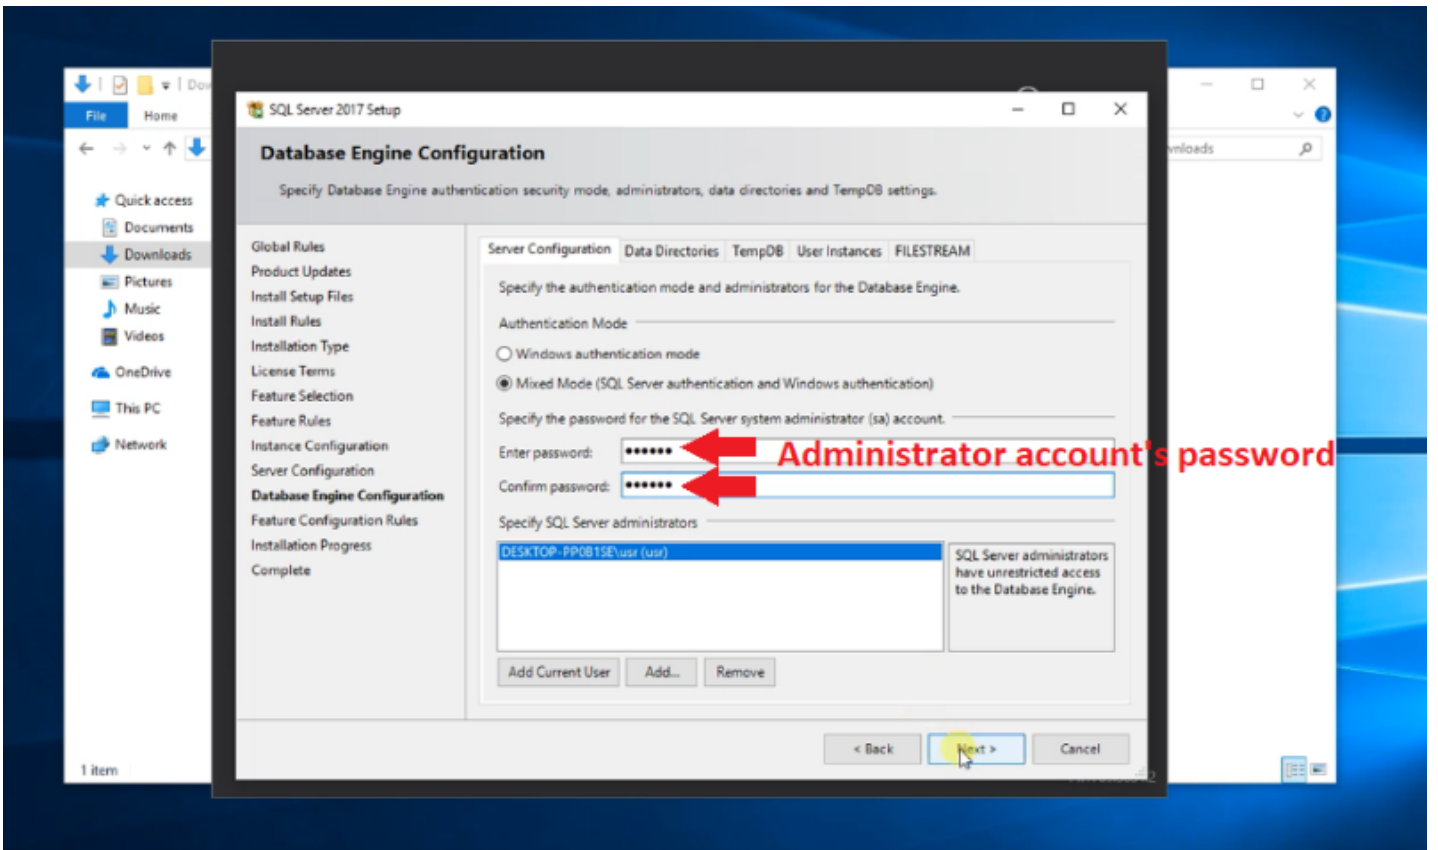 Dow
SQL Server 2017 Setup
File
Home
Database Engine Configuration
wnloads
Specify Database Engine authentication security mode, administrators, data directories and TempDB settings.
Quick access
Documents
Downloads
Pictures
Music
Videos
OneDrive
This PC
Network
Global Rules
Product Updates
Install Setup Files
Install Rules
Installation Type
License Terms
Feature Selection
Feature Rules
Instance Configuration
Server Configuration
Database Engine Configuration
Feature Configuration Rules
Installation Progress
Complete
Server Configuration Data Directories TempDB User Instances FILESTREAM
Specify the authentication mode and administrators for the Database Engine.
Authentication Mode
Windows authentication mode
Mixed Mode (SQL Server authentication and Windows authentication)
Specify the password for the SQL Server system administrator (sa) account.
Enter password: ••••••
Administrator account's password
Confirm password: ••••••
Specify SQL Server administrators
DESKTOP-PP0B1SE\usr (usr)
SQL Server administrators
have unrestricted access
to the Database Engine.
Add Current User Add... Remove
< Back Next > Cancel
1 item